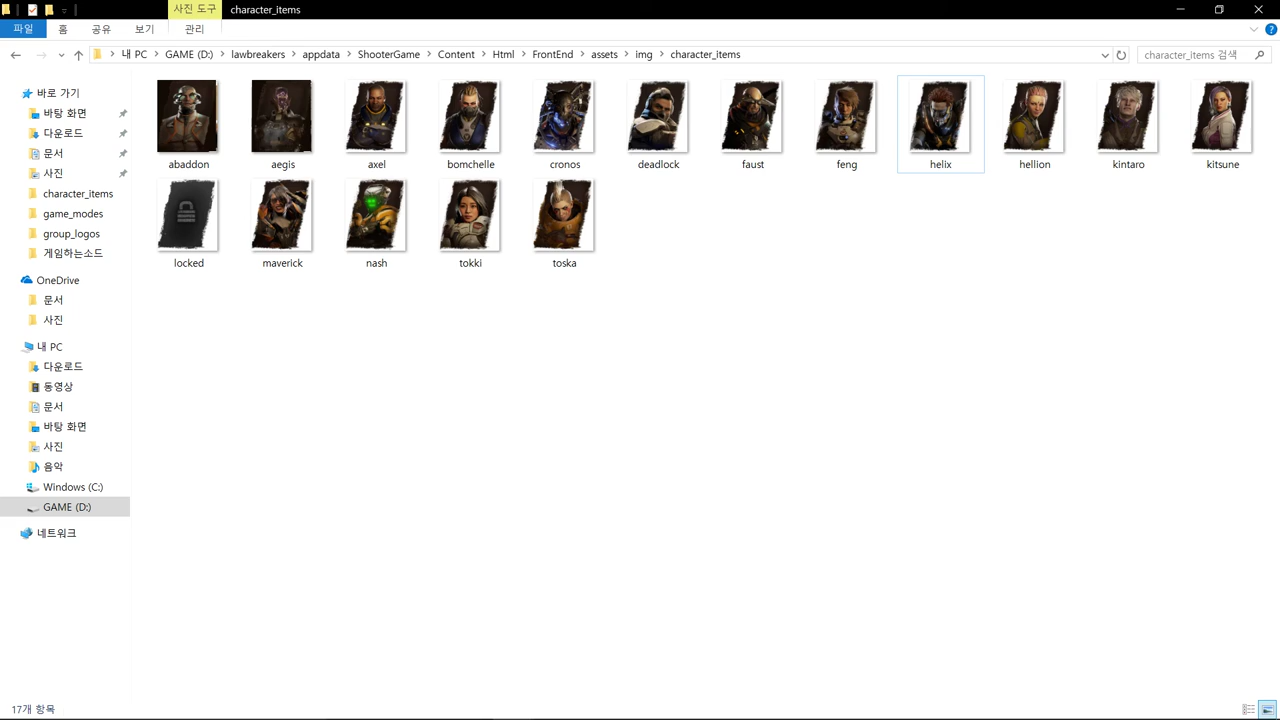 사진 도구
character_items
파일
홈
공유
보기
관리
내 PC
GAME (D:)
lawbreakers
appdata
ShooterGame
Content
Html
FrontEnd
assets
img
character_items
character_items 검색
바로 가기
바탕 화면
다운로드
문서
사진
character_items
game_modes
group_logos
게임하는소드
OneDrive
문서
사진
내 PC
다운로드
동영상
문서
바탕 화면
사진
음악
Windows (C:)
GAME (D:)
네트워크
abaddon
aegis
axel
bomchelle
cronos
deadlock
faust
feng
helix
hellion
kintaro
kitsune
locked
maverick
nash
tokki
toska
17개 항목